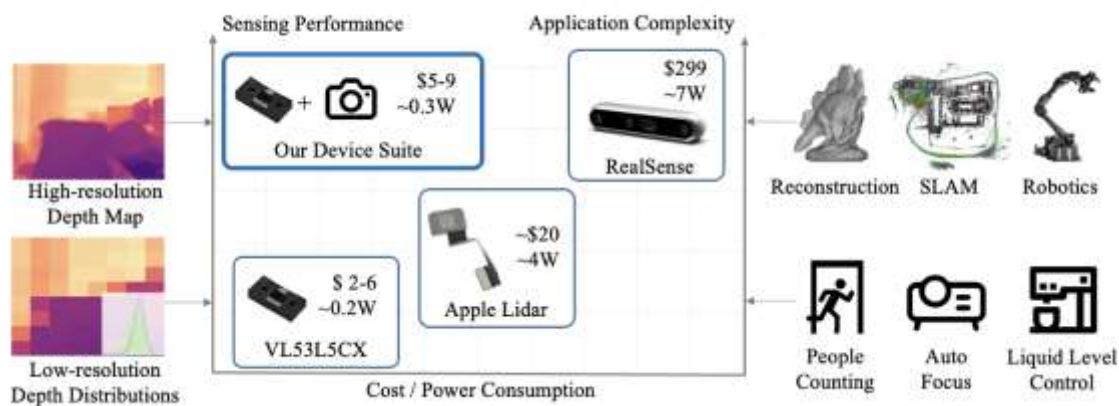 Sensing Performance
Application Complexity
$5-9
~0.3W
+
Our Device Suite
$299
~7W
RealSense
High-resolution
Depth Map
Reconstruction
SLAM
Robotics
~$20
~4W
Apple Lidar
$ 2-6
~0.2W
VL53L5CX
Low-resolution
Depth Distributions
People
Counting
Auto
Focus
Liquid Level
Control
Cost / Power Consumption